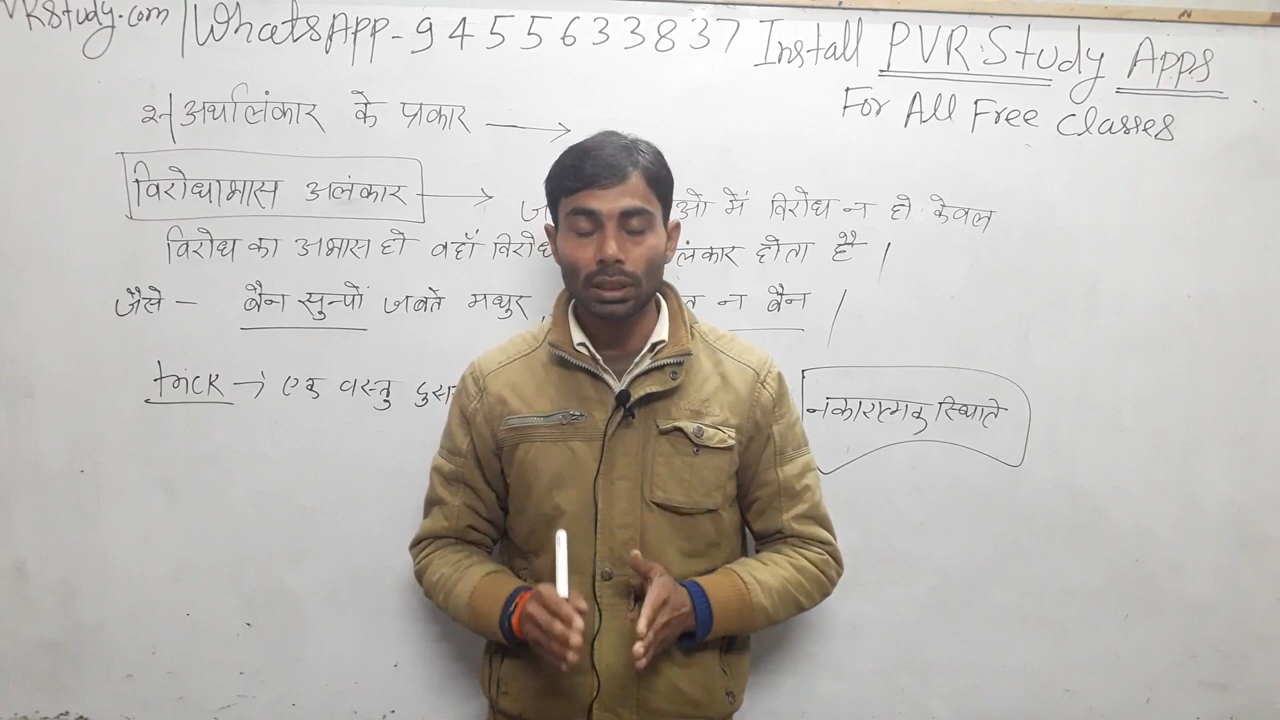 VRStudy.com / WhatsApp - 9455633837 Install PVR Study Apps
For All Free Classes
2/ अर्थालंकार के प्रकार →
विरोधाभास अलंकार → ओ में विरोध न हो केवल
विरोध का अभास हो वहाँ विरोध लंकार होता है।
जैसे - बैन सुन्यों जबते मधुर, त न बैन।
trick → एक वस्तु दुस नकारात्मक स्थिति